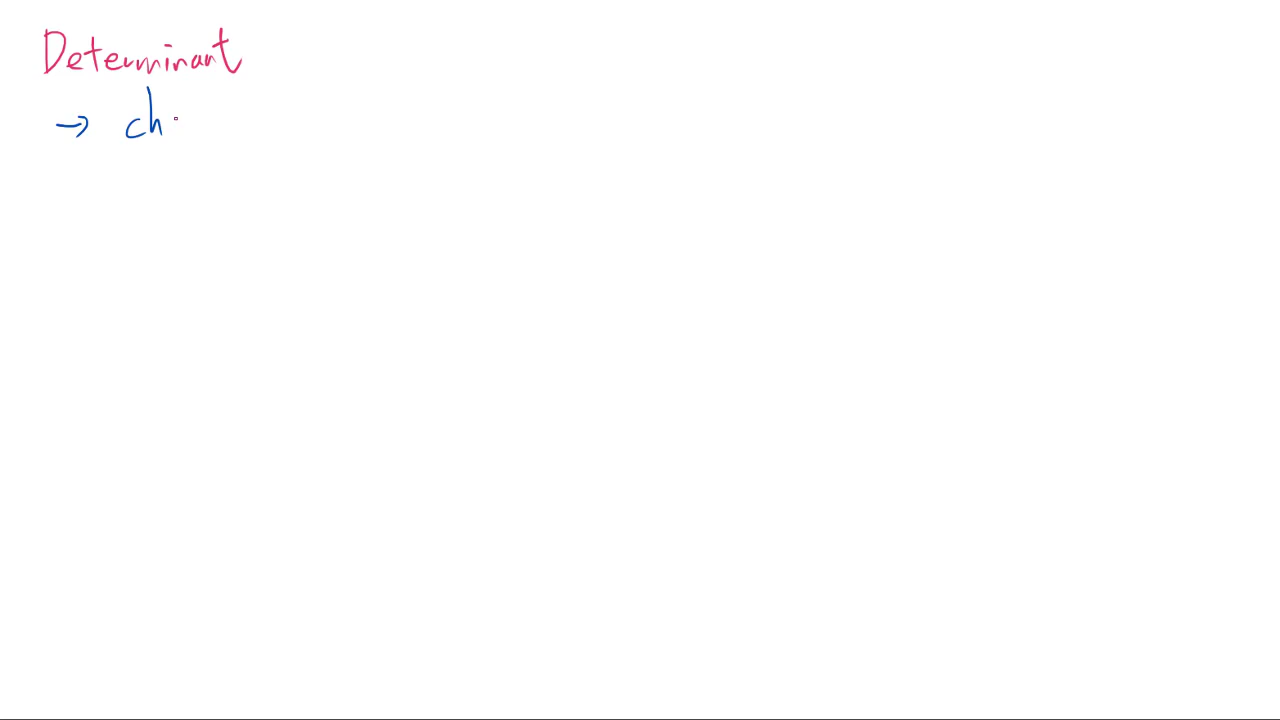 Determinant
→ ch